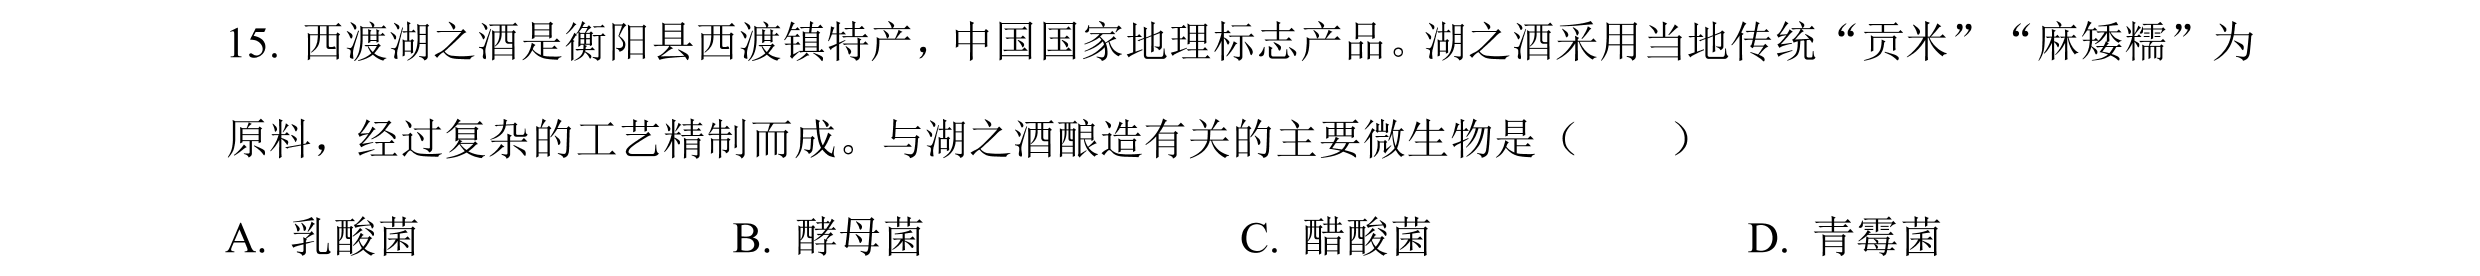 15. 西渡湖之酒是衡阳县西渡镇特产，中国国家地理标志产品。湖之酒采用当地传统“贡米”“麻矮糯”为
原料，经过复杂的工艺精制而成。与湖之酒酿造有关的主要微生物是（　　）
A. 乳酸菌　　B. 酵母菌　　C. 醋酸菌　　D. 青霉菌